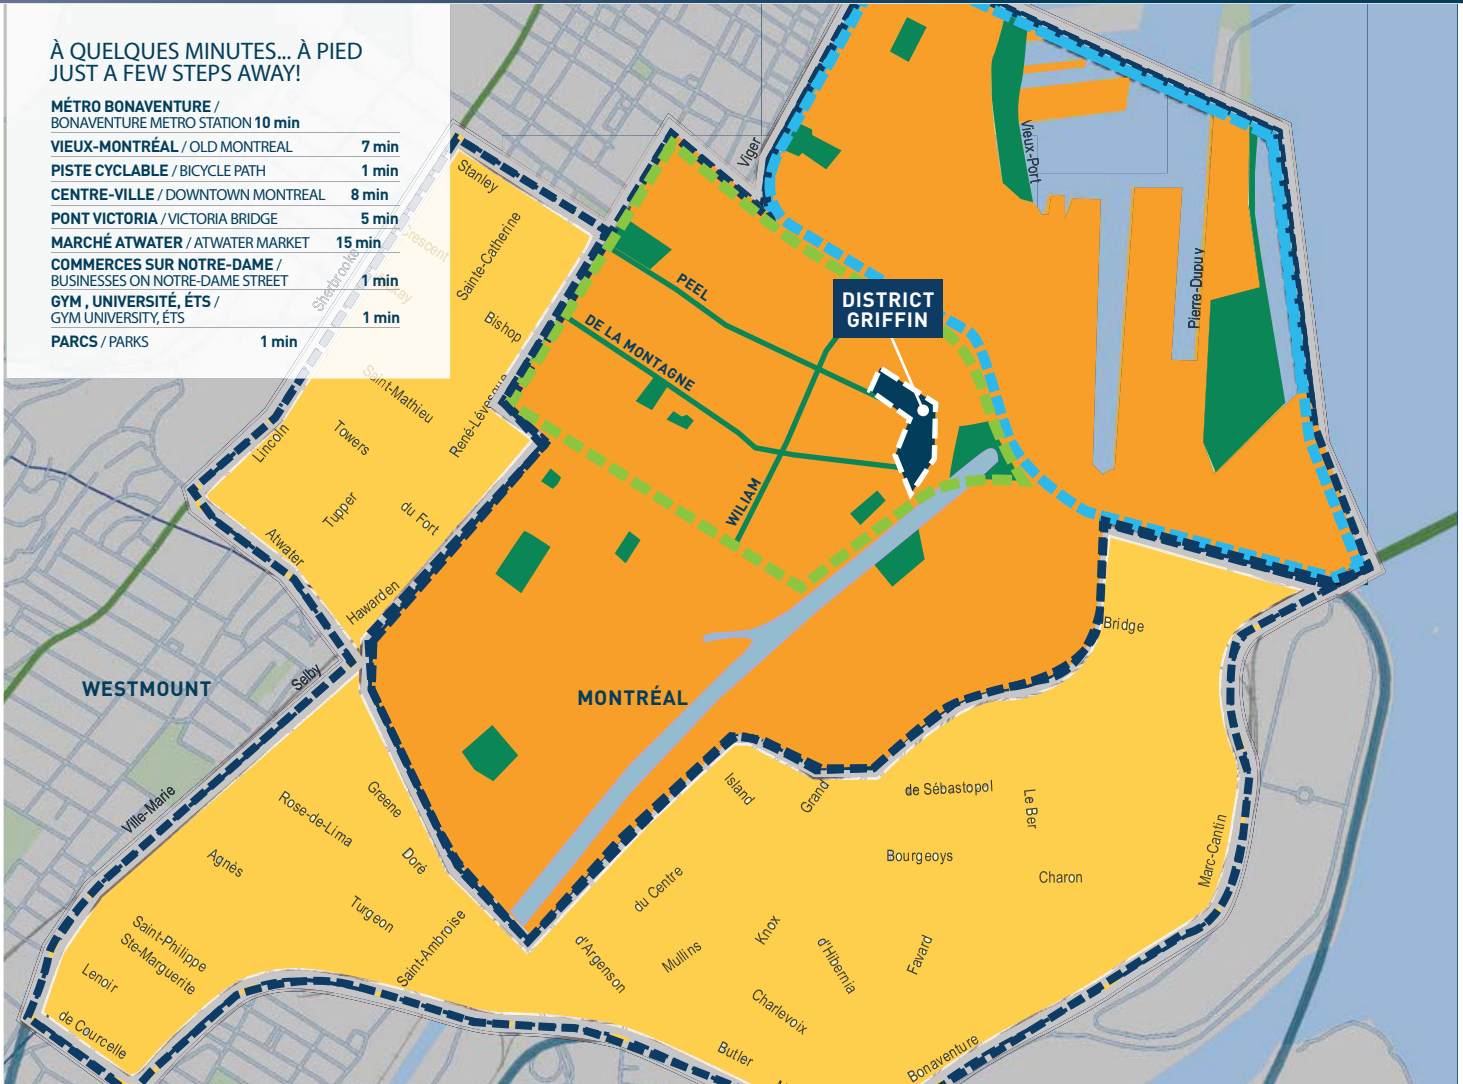 À QUELQUES MINUTES... À PIED
JUST A FEW STEPS AWAY!
MÉTRO BONAVENTURE /
BONAVENTURE METRO STATION 10 min
VIEUX-MONTRÉAL / OLD MONTREAL 7 min
PISTE CYCLABLE / BICYCLE PATH 1 min
CENTRE-VILLE / DOWNTOWN MONTREAL 8 min
PONT VICTORIA / VICTORIA BRIDGE 5 min
MARCHÉ ATWATER / ATWATER MARKET 15 min
COMMERCES SUR NOTRE-DAME /
BUSINESSES ON NOTRE-DAME STREET 1 min
GYM , UNIVERSITÉ, ÉTS /
GYM UNIVERSITY, ÉTS 1 min
PARCS / PARKS 1 min
Crescent
Sherbrooke
Stanley
Sainte-Catherine
Bishop
Saint-Mathieu
René-Lévesque
Towers
Lincoln
Tupper
du Fort
Atwater
Hawarden
Selby
Viger
Vieux-Port
Pierre-Dupuy
PEEL
DE LA MONTAGNE
WILIAM
DISTRICT
GRIFFIN
WESTMOUNT
MONTRÉAL
Bridge
Ville-Marie
Greene
Rose-de-Lima
Doré
Agnès
Turgeon
Saint-Ambroise
Saint-Philippe
Ste-Marguerite
Lenoir
de Courcelle
Island
Grand
de Sébastopol
Le Ber
Bourgeoys
Charon
Marc-Cantin
du Centre
Knox
d'Hibernia
Favard
Mullins
d'Argenson
Charlevoix
Butler
Bonaventure